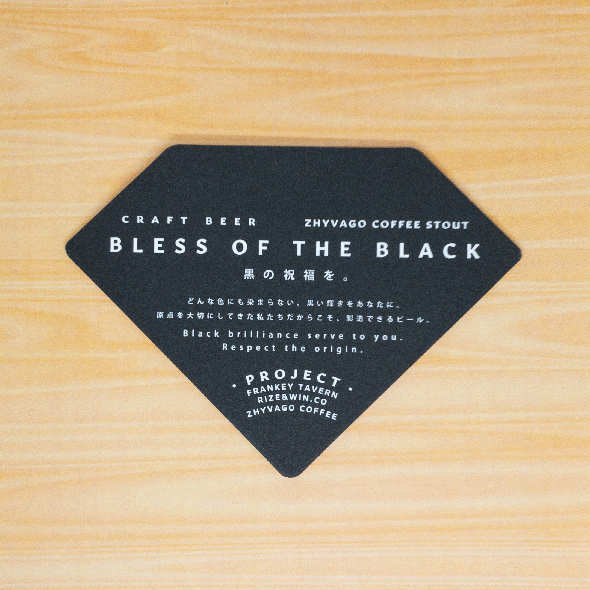 CRAFT BEER
ZHYVAGO COFFEE STOUT
BLESS OF THE BLACK
黒の祝福を。
どんな色にも染まらない、黒い輝きをあなたに。
原点を大切にしてきた私たちだからこそ、製造できるビール。
Black brilliance serve to you.
Respect the origin.
・PROJECT・
FRANKEY TAVERN
RIZE&WIN.CO
ZHYVAGO COFFEE